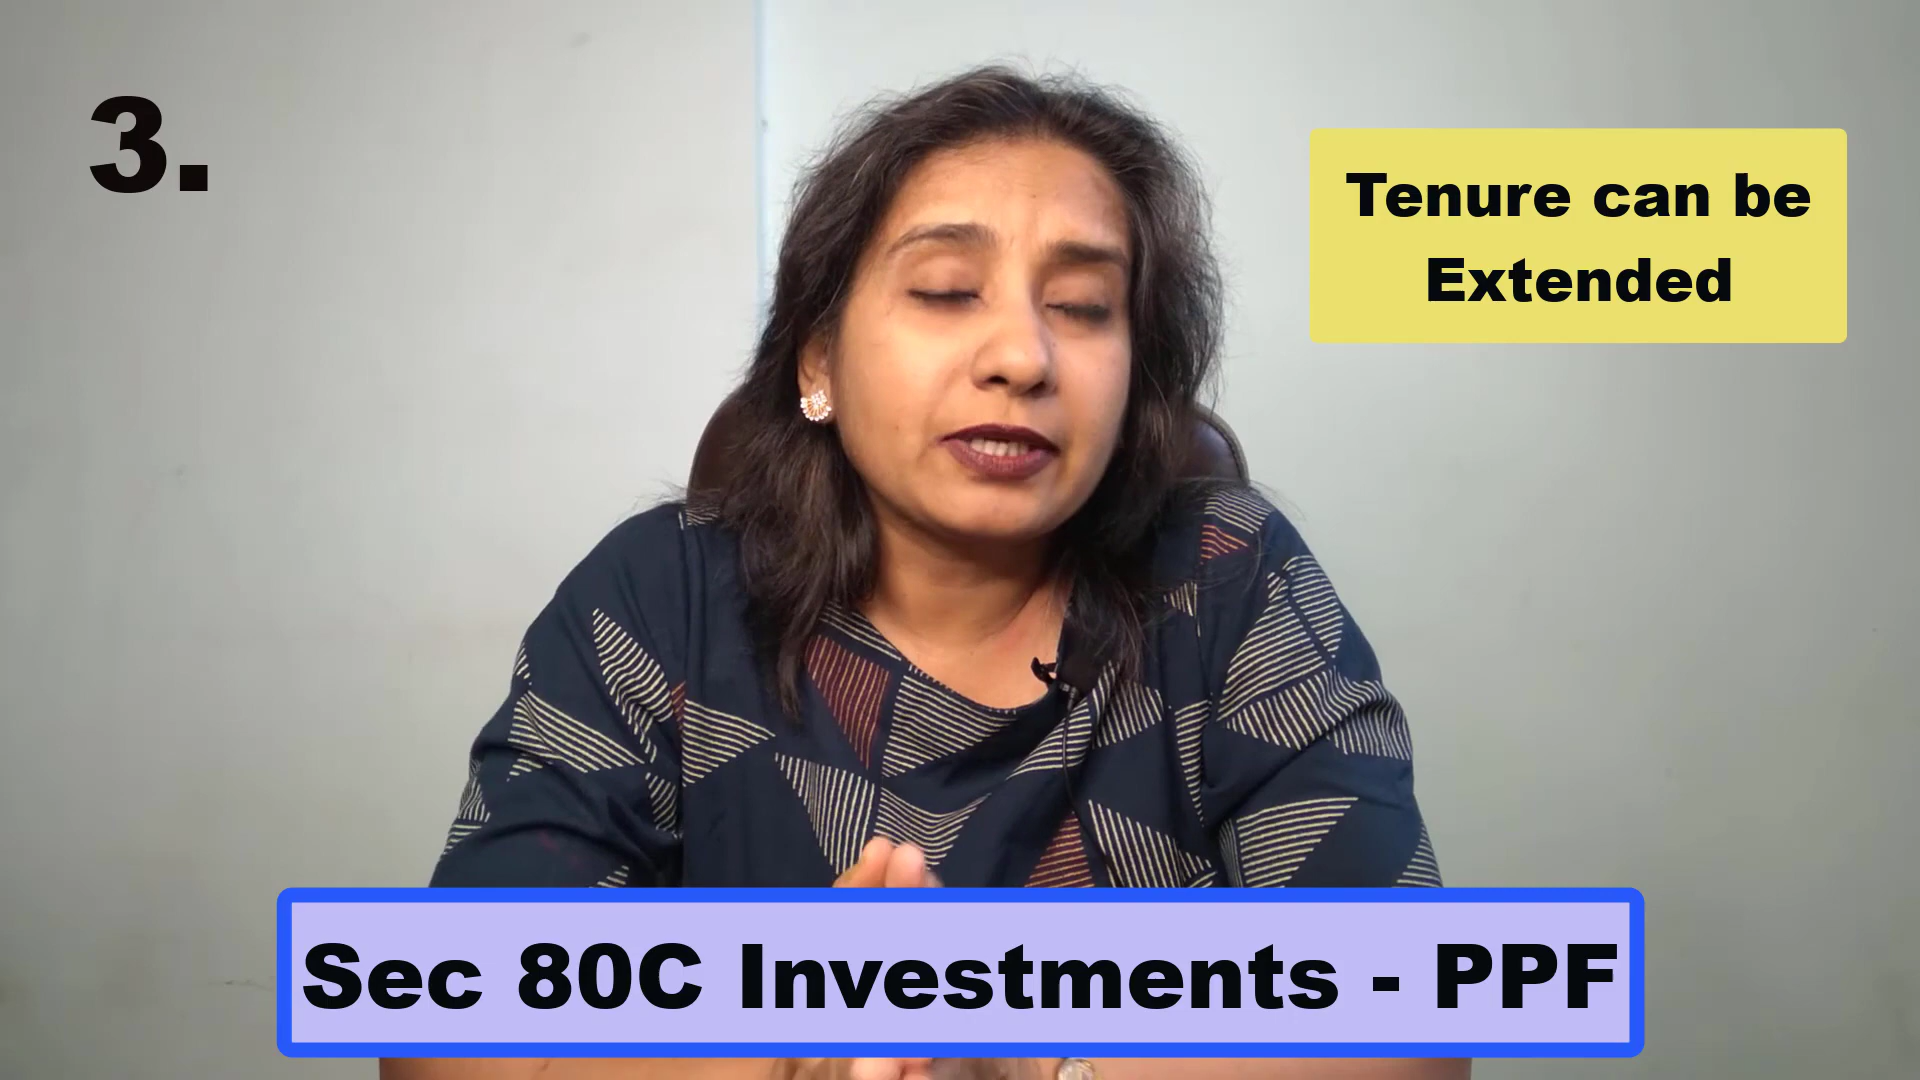 3.
Tenure can be
Extended
Sec 80C Investments - PPF